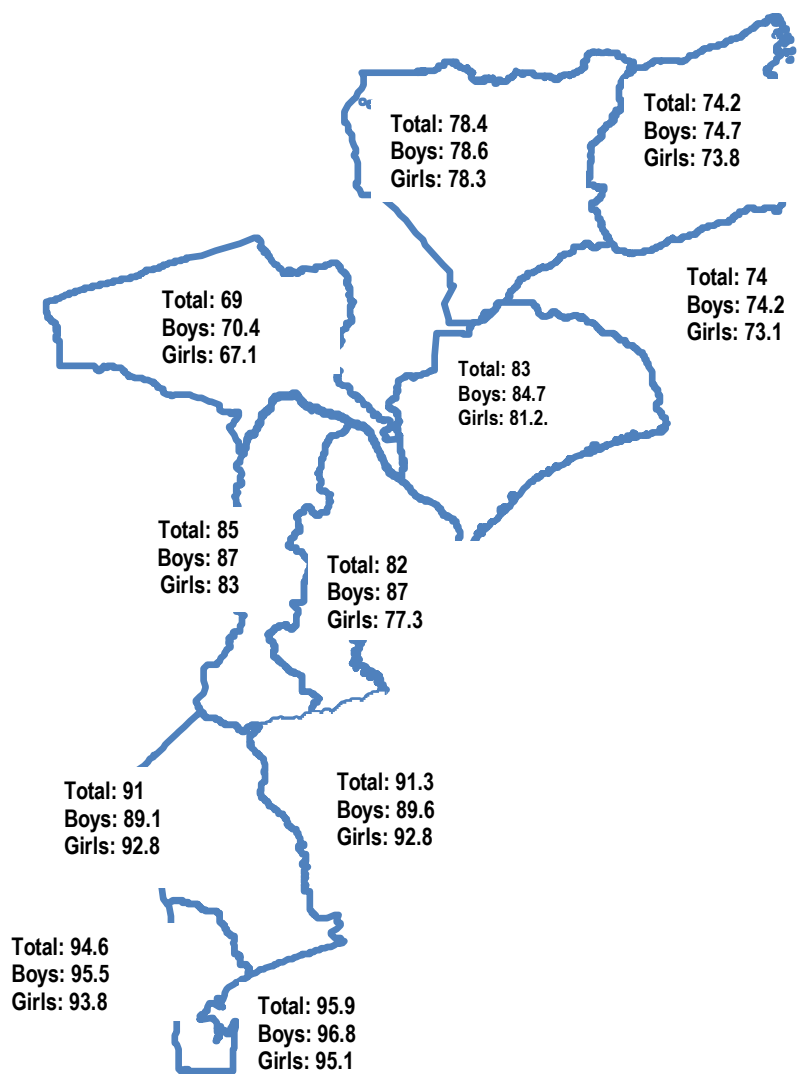 Total: 74.2
Boys: 74.7
Girls: 73.8
Total: 78.4
Boys: 78.6
Girls: 78.3
Total: 74
Boys: 74.2
Girls: 73.1
Total: 69
Boys: 70.4
Girls: 67.1
Total: 83
Boys: 84.7
Girls: 81.2.
Total: 85
Boys: 87
Girls: 83
Total: 82
Boys: 87
Girls: 77.3
Total: 91
Boys: 89.1
Girls: 92.8
Total: 91.3
Boys: 89.6
Girls: 92.8
Total: 94.6
Boys: 95.5
Girls: 93.8
Total: 95.9
Boys: 96.8
Girls: 95.1